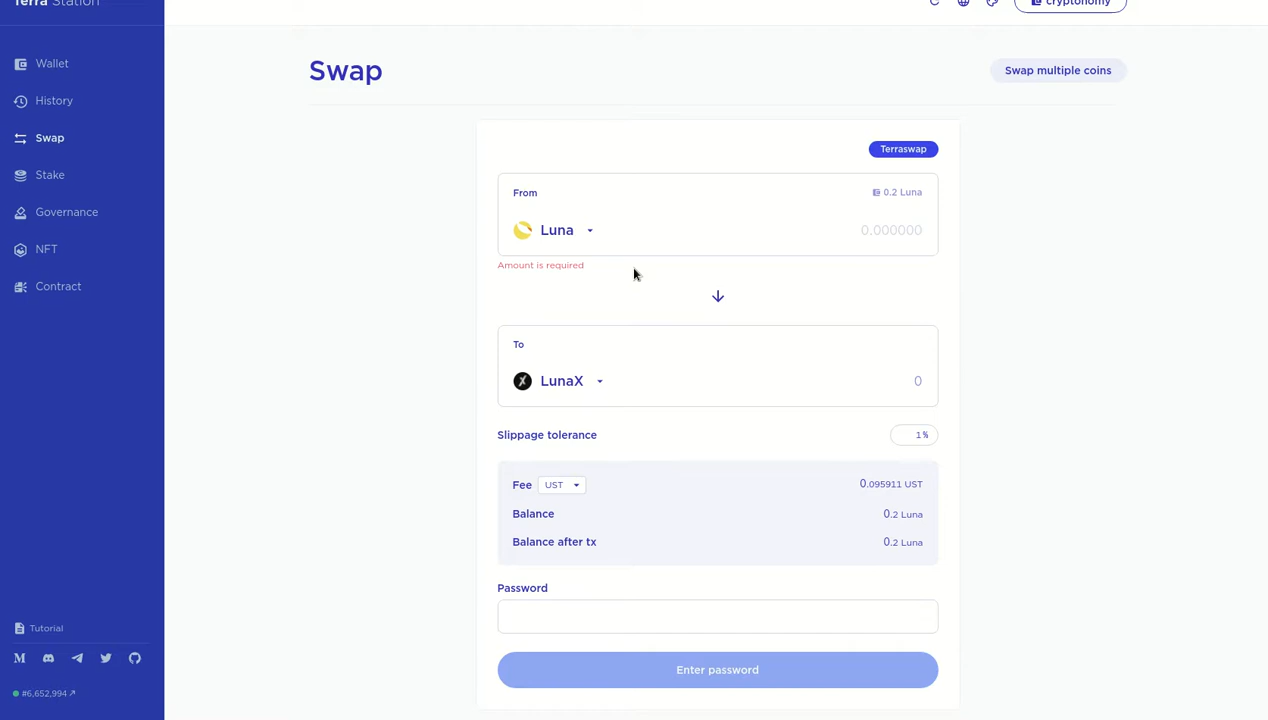 Terra Station
cryptonomy
Wallet
History
Swap
Stake
Governance
NFT
Contract
Tutorial
#6,652,994
Swap
Swap multiple coins
Terraswap
From
0.2 Luna
Luna
0.000000
Amount is required
To
LunaX
0
Slippage tolerance
1%
Fee
UST
0.095911 UST
Balance
0.2 Luna
Balance after tx
0.2 Luna
Password
Enter password